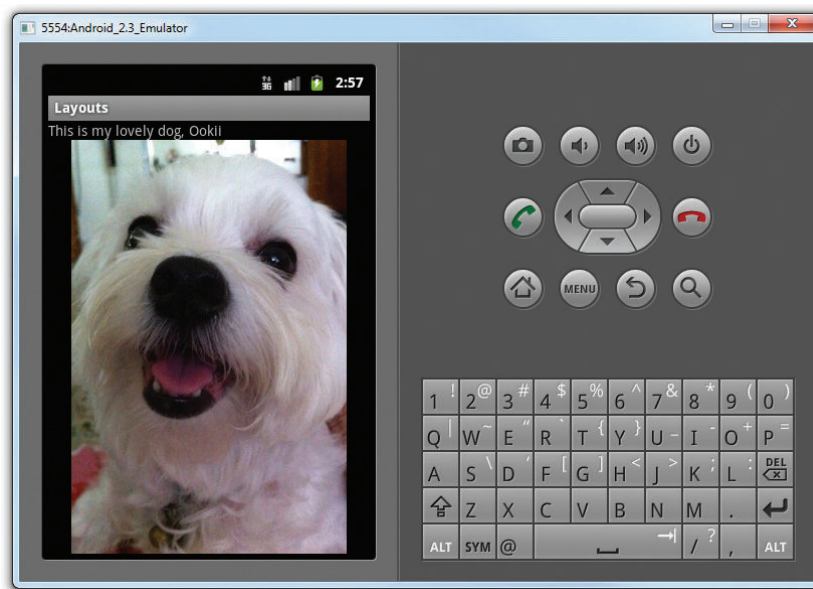 5554:Android_2.3_Emulator
3G 2:57
Layouts
This is my lovely dog, Ookii
MENU
1 ! 2 @ 3 # 4 $ 5 % 6 ^ 7 & 8 * 9 ( 0 )
Q | W ~ E “ R ` T { Y } U _ I - O + P =
A S \ D ‘ F [ G ] H < J > K ; L : DEL
Z X C V B N M .
ALT SYM @ / ? , ALT